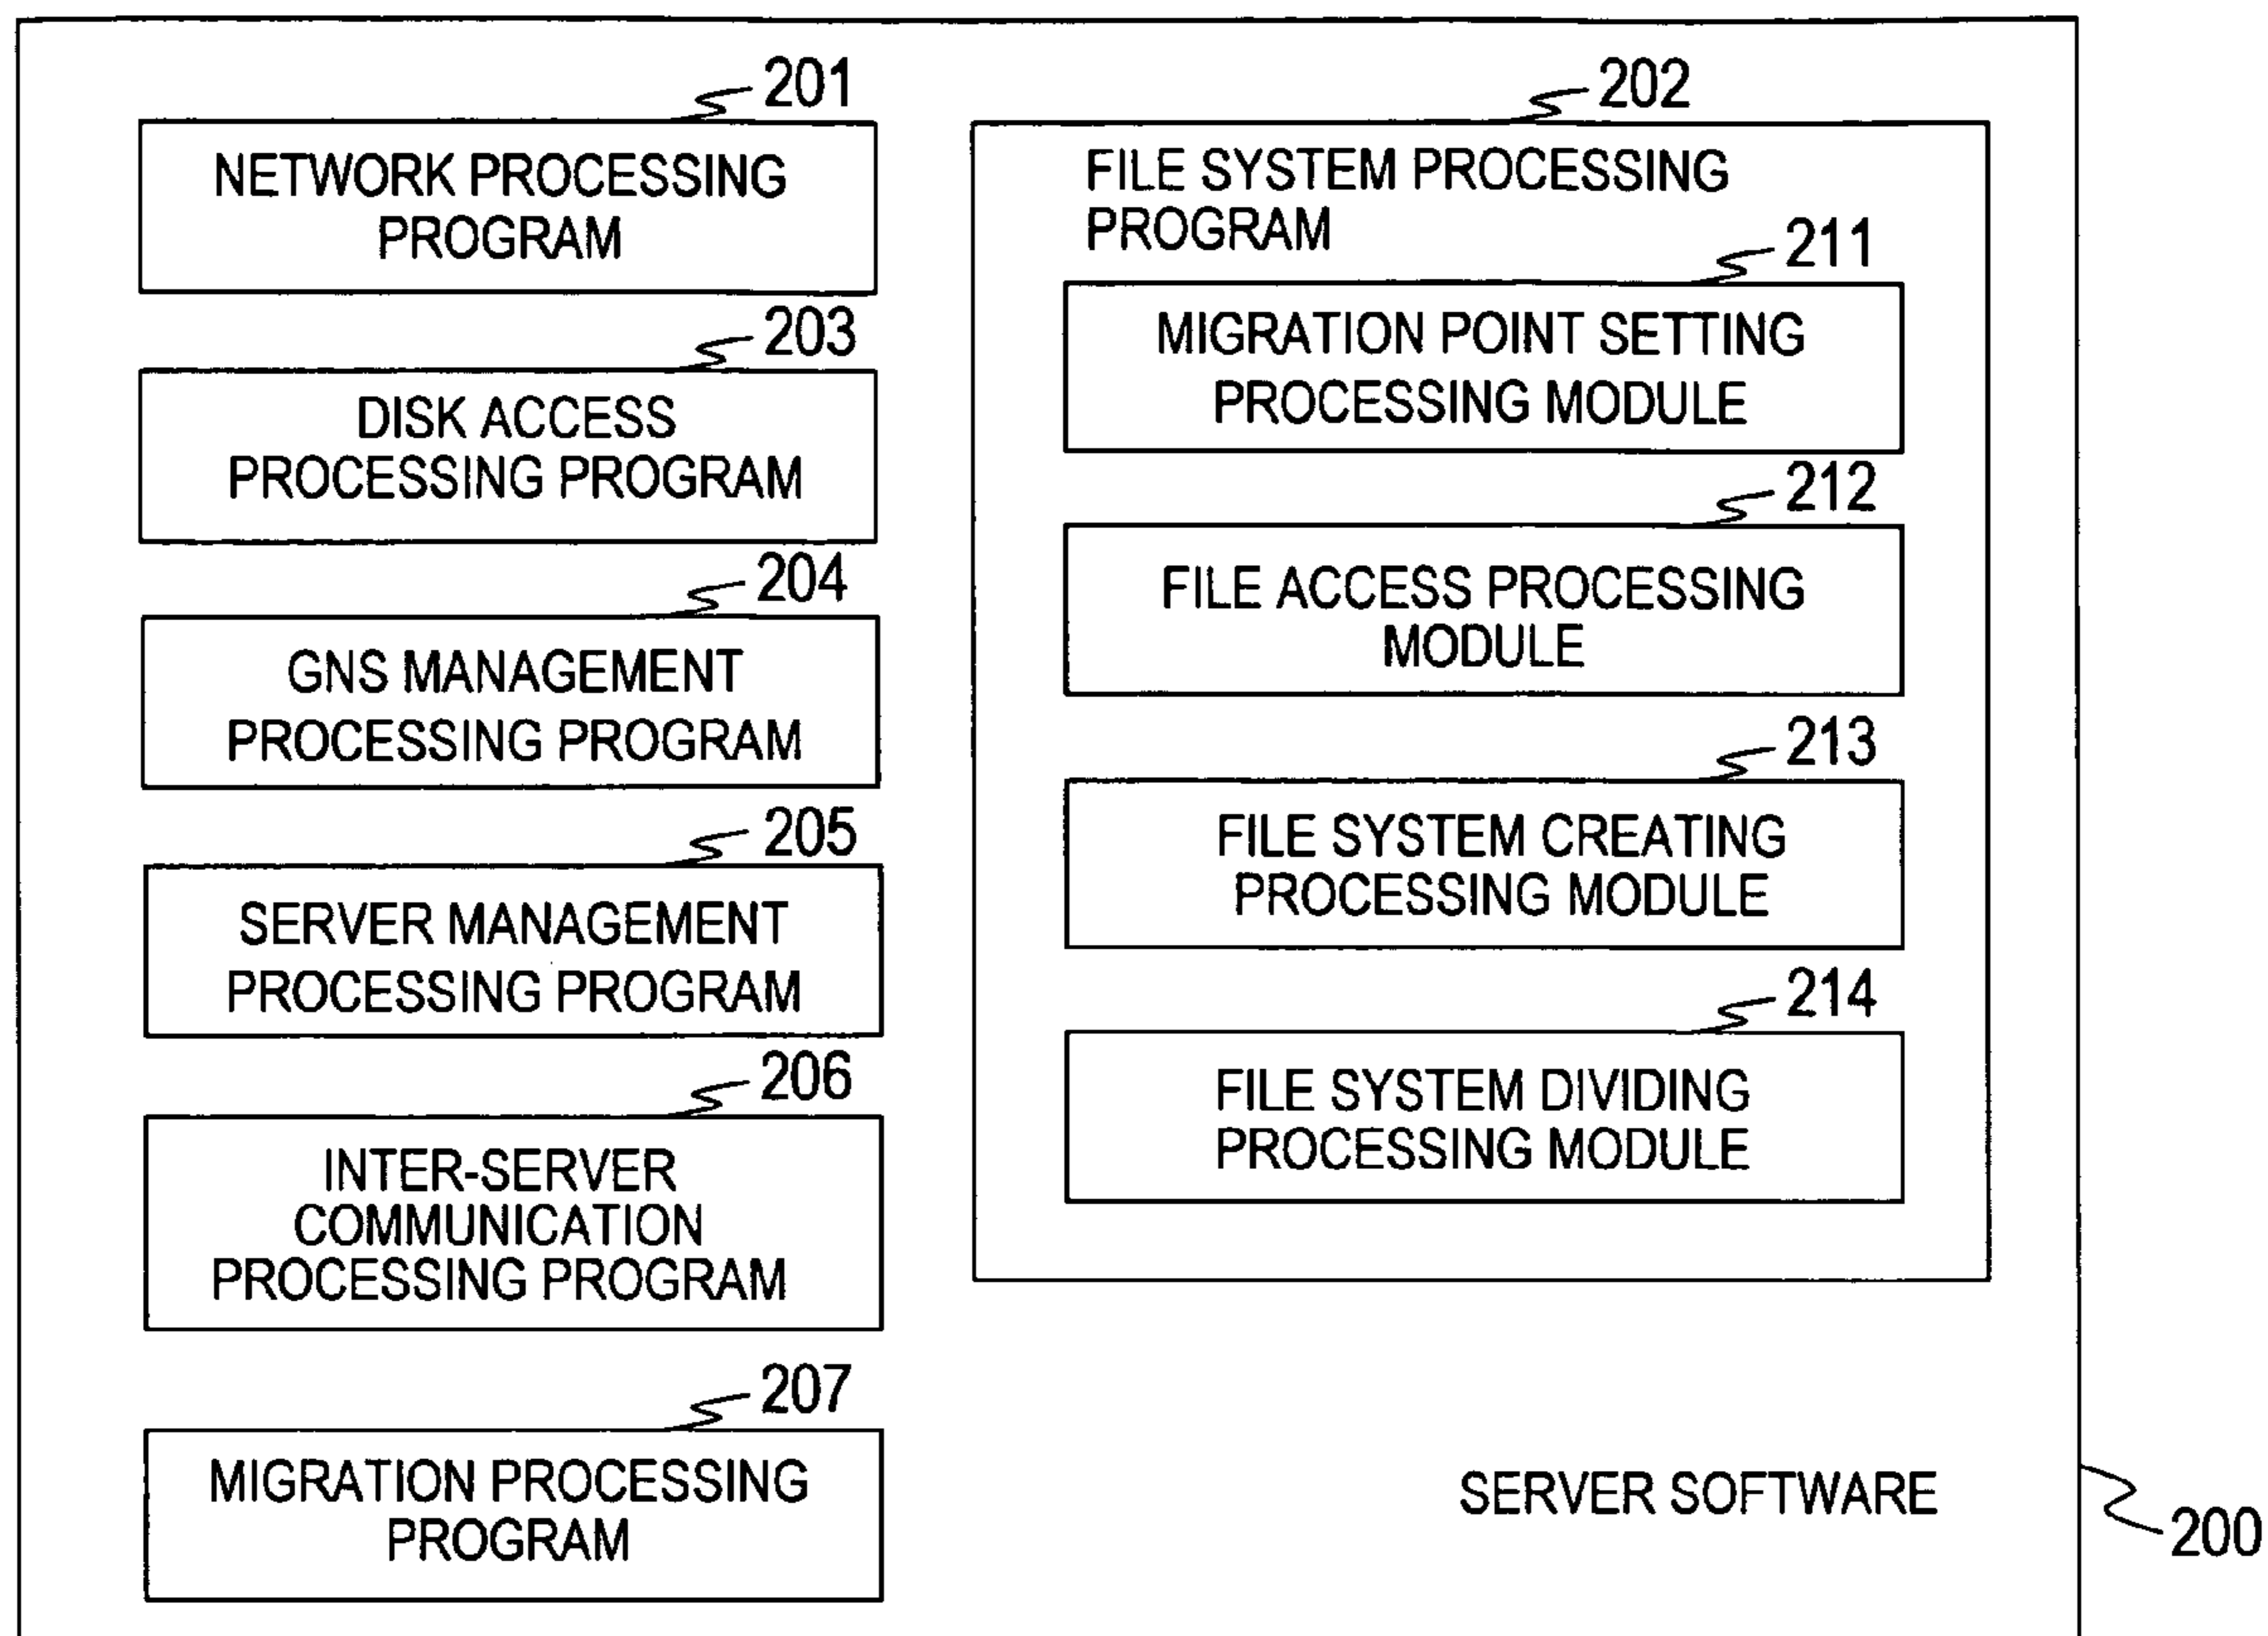 201
NETWORK PROCESSING
PROGRAM
203
DISK ACCESS
PROCESSING PROGRAM
204
GNS MANAGEMENT
PROCESSING PROGRAM
205
SERVER MANAGEMENT
PROCESSING PROGRAM
206
INTER-SERVER
COMMUNICATION
PROCESSING PROGRAM
207
MIGRATION PROCESSING
PROGRAM
202
FILE SYSTEM PROCESSING
PROGRAM
211
MIGRATION POINT SETTING
PROCESSING MODULE
212
FILE ACCESS PROCESSING
MODULE
213
FILE SYSTEM CREATING
PROCESSING MODULE
214
FILE SYSTEM DIVIDING
PROCESSING MODULE
SERVER SOFTWARE
200